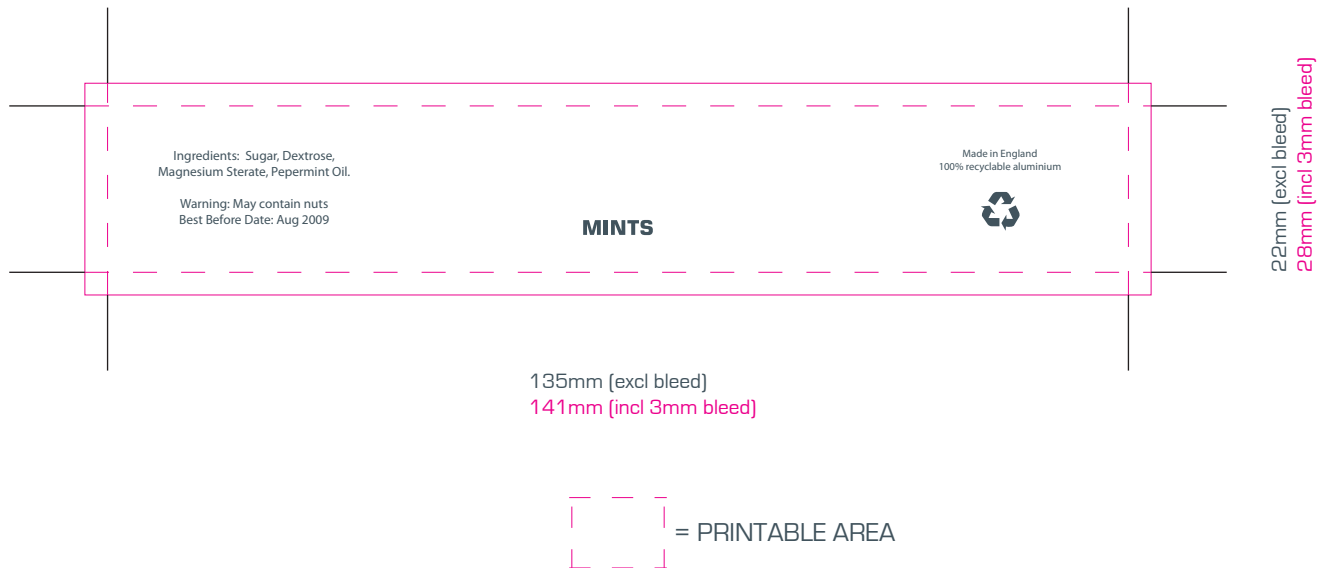 Ingredients:  Sugar, Dextrose,
Magnesium Sterate, Pepermint Oil.
Warning: May contain nuts
Best Before Date: Aug 2009
MINTS
Made in England
100% recyclable aluminium
22mm (excl bleed)
28mm (incl 3mm bleed)
135mm (excl bleed)
141mm (incl 3mm bleed)
= PRINTABLE AREA